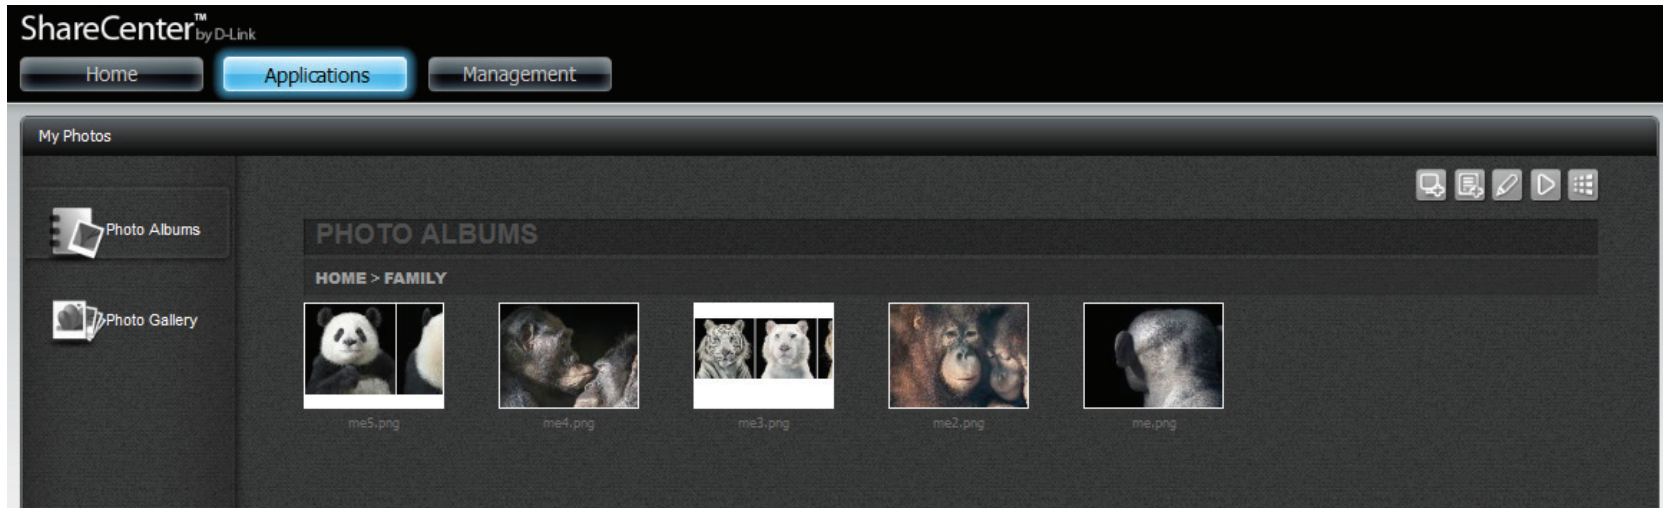 ShareCenter™ by D-Link
Home Applications Management
My Photos
Photo Albums
Photo Gallery
PHOTO ALBUMS
HOME > FAMILY
me5.png me4.png me3.png me2.png me.png